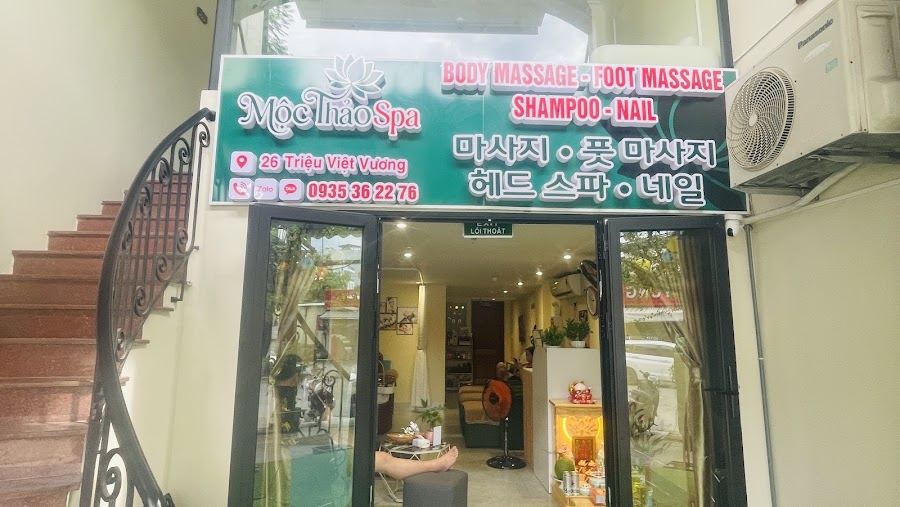 Mộc Thảo Spa
26 Triệu Việt Vương
Zalo
0935 36 22 76
BODY MASSAGE - FOOT MASSAGE
SHAMPOO - NAIL
마사지 • 풋 마사지
헤드 스파 • 네일
Panasonic
EXIT
LỐI THOÁT